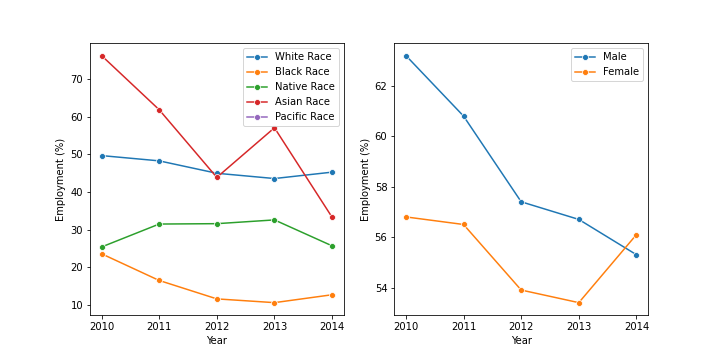 White Race
Black Race
Native Race
Asian Race
Pacific Race
Employment (%)
70
60
50
40
30
20
10
2010 2011 2012 2013 2014
Year
Male
Female
Employment (%)
62
60
58
56
54
2010 2011 2012 2013 2014
Year